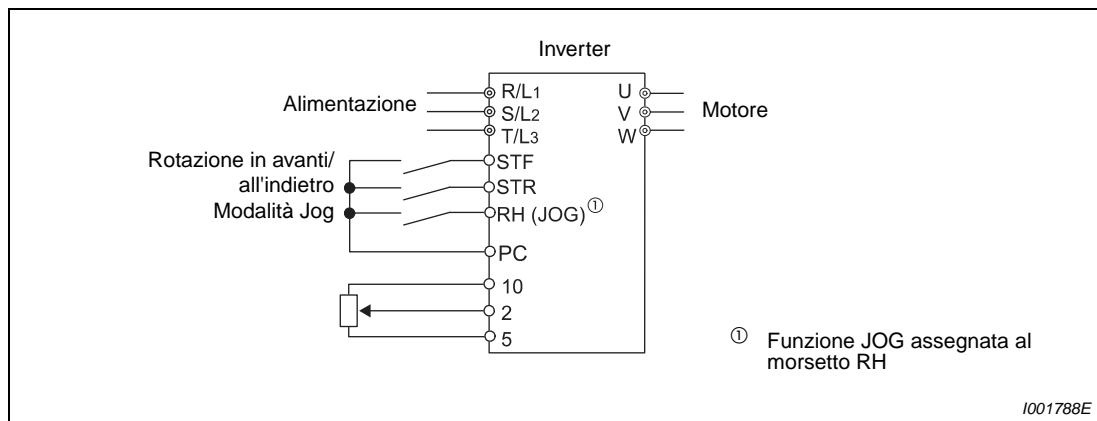 Inverter
Alimentazione
R/L1
S/L2
T/L3
U
V
W
Motore
Rotazione in avanti/
all'indietro
Modalità Jog
STF
STR
RH (JOG)①
PC
10
2
5
① Funzione JOG assegnata al
morsetto RH
I001788E